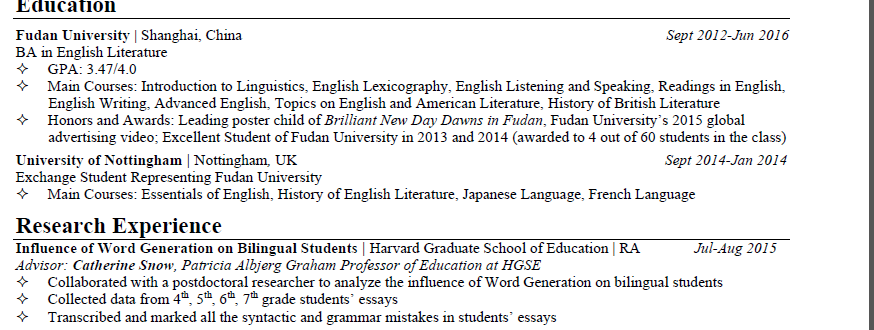 Education
Fudan University | Shanghai, China Sept 2012-Jun 2016
BA in English Literature
✧ GPA: 3.47/4.0
✧ Main Courses: Introduction to Linguistics, English Lexicography, English Listening and Speaking, Readings in English,
English Writing, Advanced English, Topics on English and American Literature, History of British Literature
✧ Honors and Awards: Leading poster child of Brilliant New Day Dawns in Fudan, Fudan University's 2015 global
advertising video; Excellent Student of Fudan University in 2013 and 2014 (awarded to 4 out of 60 students in the class)
University of Nottingham | Nottingham, UK Sept 2014-Jan 2014
Exchange Student Representing Fudan University
✧ Main Courses: Essentials of English, History of English Literature, Japanese Language, French Language
Research Experience
Influence of Word Generation on Bilingual Students | Harvard Graduate School of Education | RA Jul-Aug 2015
Advisor: Catherine Snow, Patricia Albjerg Graham Professor of Education at HGSE
✧ Collaborated with a postdoctoral researcher to analyze the influence of Word Generation on bilingual students
✧ Collected data from 4th, 5th, 6th, 7th grade students' essays
✧ Transcribed and marked all the syntactic and grammar mistakes in students' essays